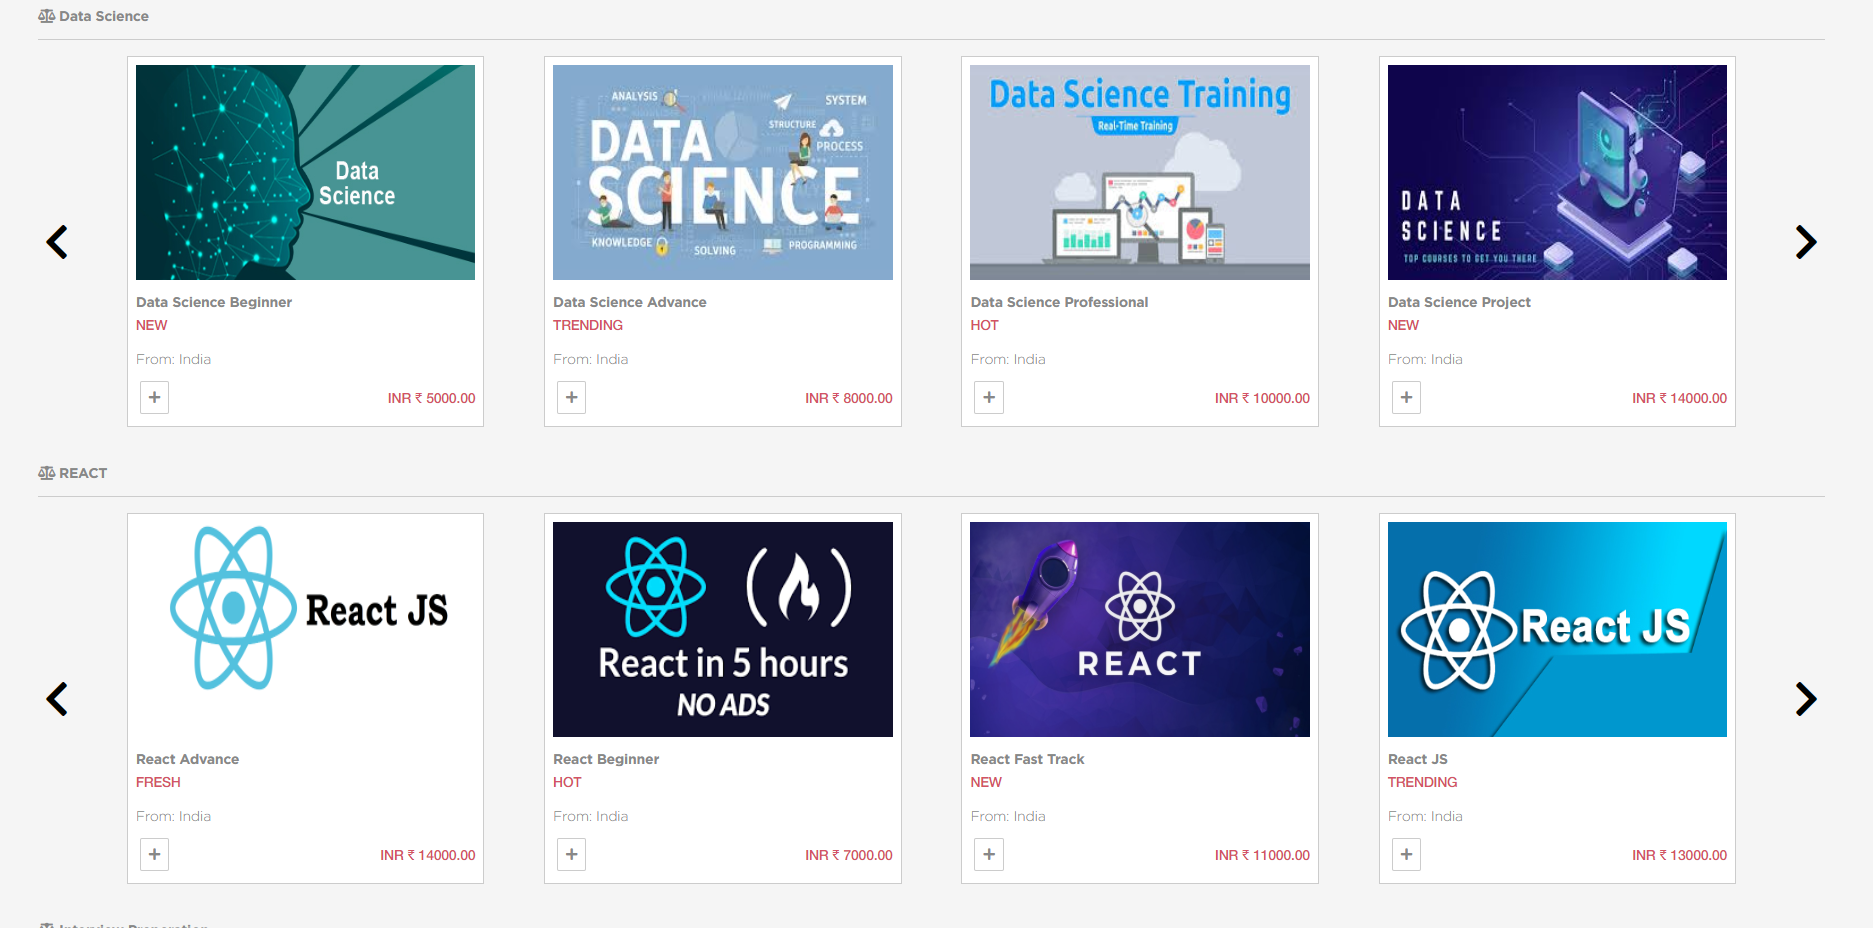 Data Science
Data
Science
Data Science Beginner
NEW
From: India
+
INR ₹ 5000.00
ANALYSIS
SYSTEM
STRUCTURE
PROCESS
DATA
SCIENCE
KNOWLEDGE
SOLVING
PROGRAMMING
Data Science Advance
TRENDING
From: India
+
INR ₹ 8000.00
Data Science Training
Real-Time Training
Data Science Professional
HOT
From: India
+
INR ₹ 10000.00
DATA
SCIENCE
TOP COURSES TO GET YOU THERE
Data Science Project
NEW
From: India
+
INR ₹ 14000.00
REACT
React JS
React Advance
FRESH
From: India
+
INR ₹ 14000.00
React in 5 hours
NO ADS
React Beginner
HOT
From: India
+
INR ₹ 7000.00
REACT
React Fast Track
NEW
From: India
+
INR ₹ 11000.00
React JS
React JS
TRENDING
From: India
+
INR ₹ 13000.00
Interview Preparation